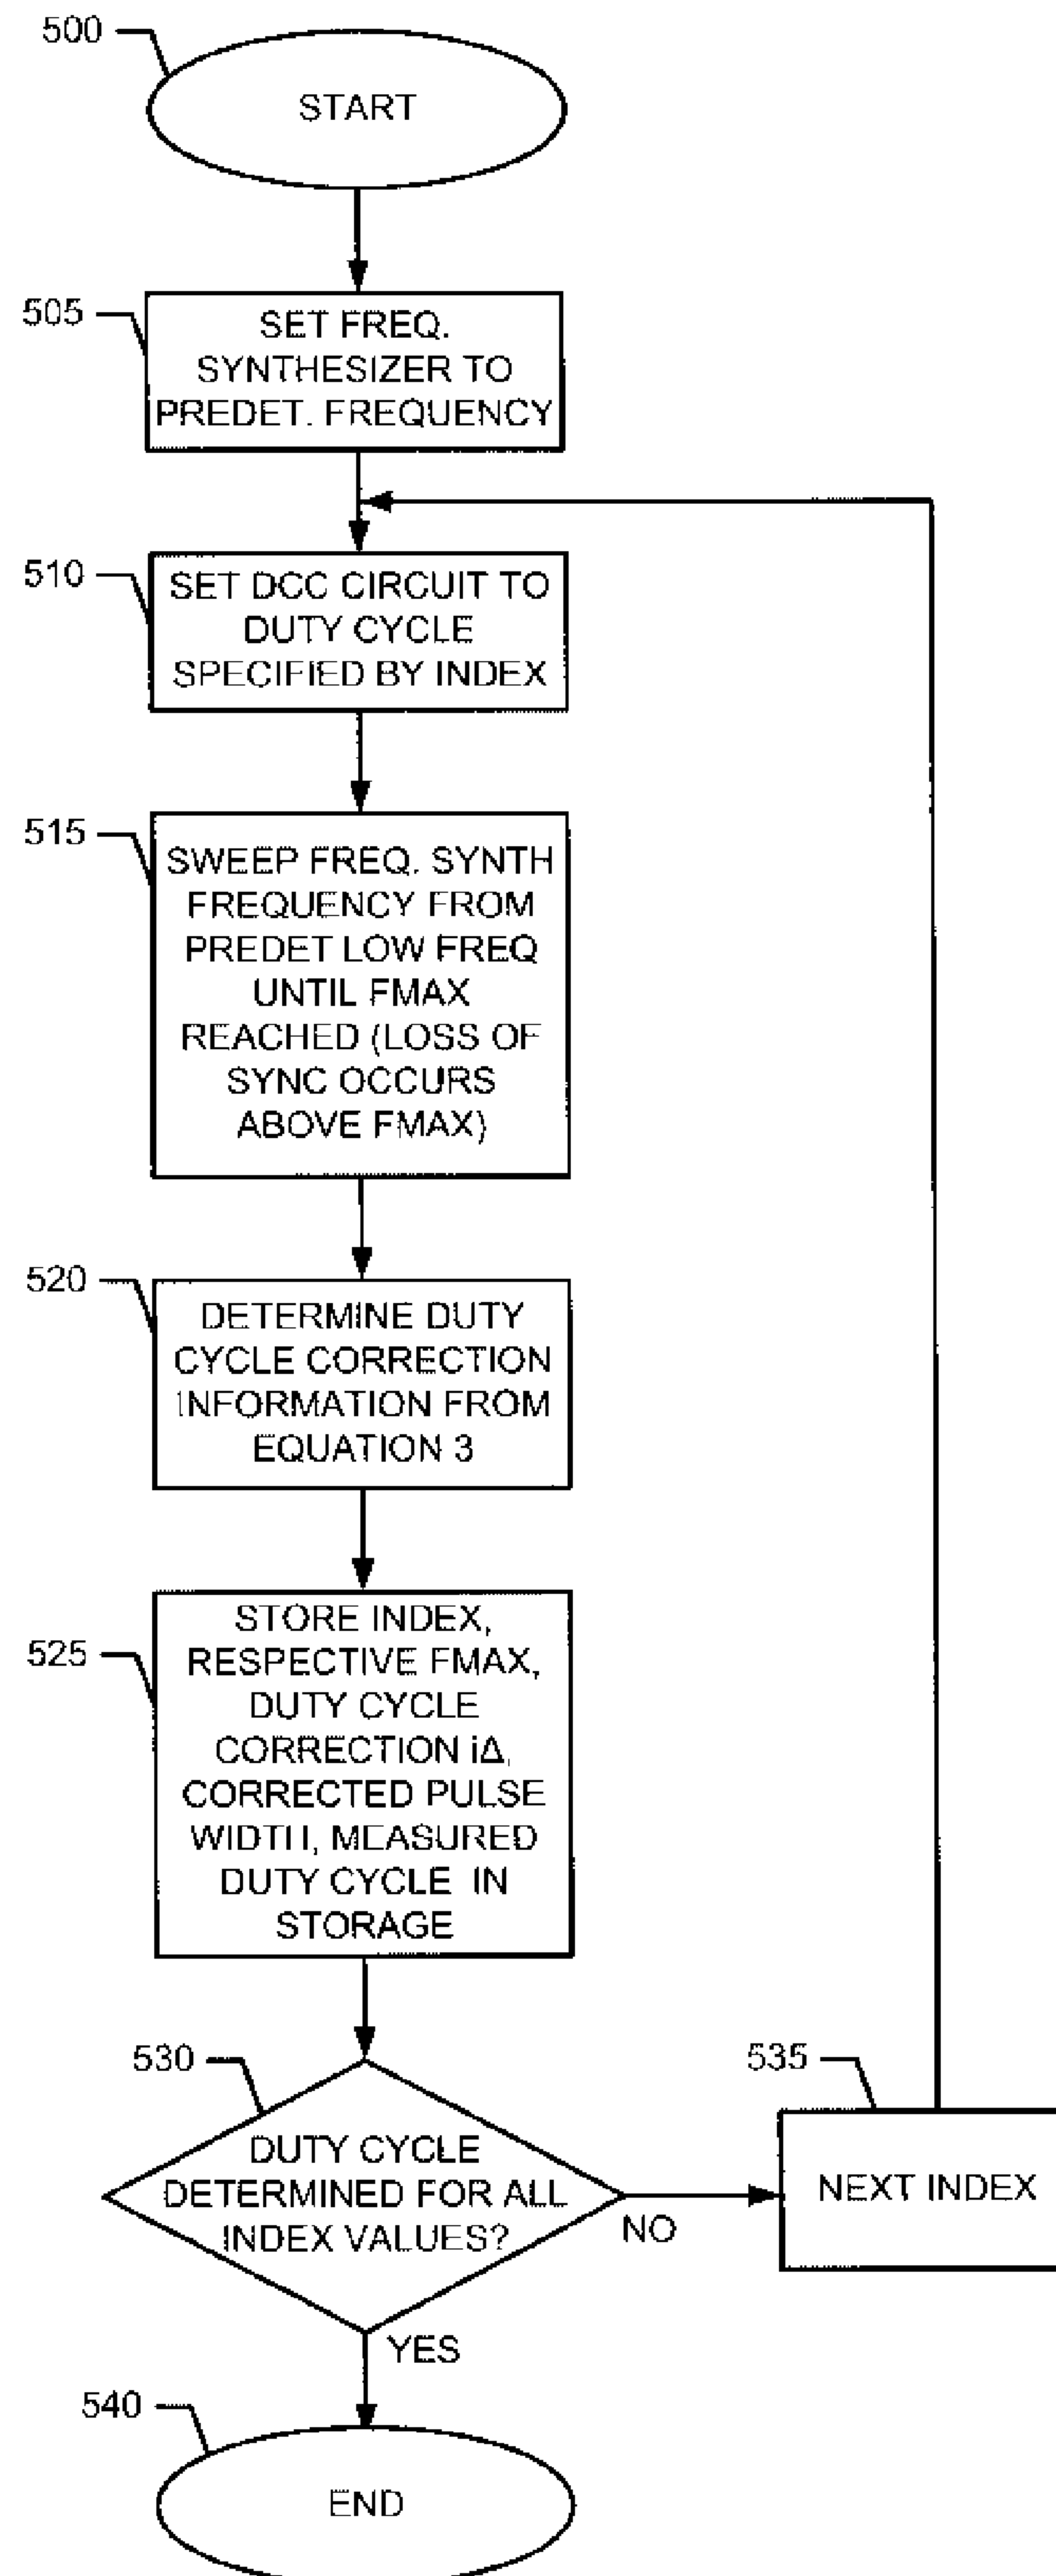 500
START
505
SET FREQ.
SYNTHESIZER TO
PREDET. FREQUENCY
510
SET DCC CIRCUIT TO
DUTY CYCLE
SPECIFIED BY INDEX
515
SWEEP FREQ. SYNTH
FREQUENCY FROM
PREDET LOW FREQ
UNTIL FMAX
REACHED (LOSS OF
SYNC OCCURS
ABOVE FMAX)
520
DETERMINE DUTY
CYCLE CORRECTION
INFORMATION FROM
EQUATION 3
525
STORE INDEX,
RESPECTIVE FMAX,
DUTY CYCLE
CORRECTION iΔ,
CORRECTED PULSE
WIDTH, MEASURED
DUTY CYCLE IN
STORAGE
530
DUTY CYCLE
DETERMINED FOR ALL
INDEX VALUES?
NO
535
NEXT INDEX
YES
540
END